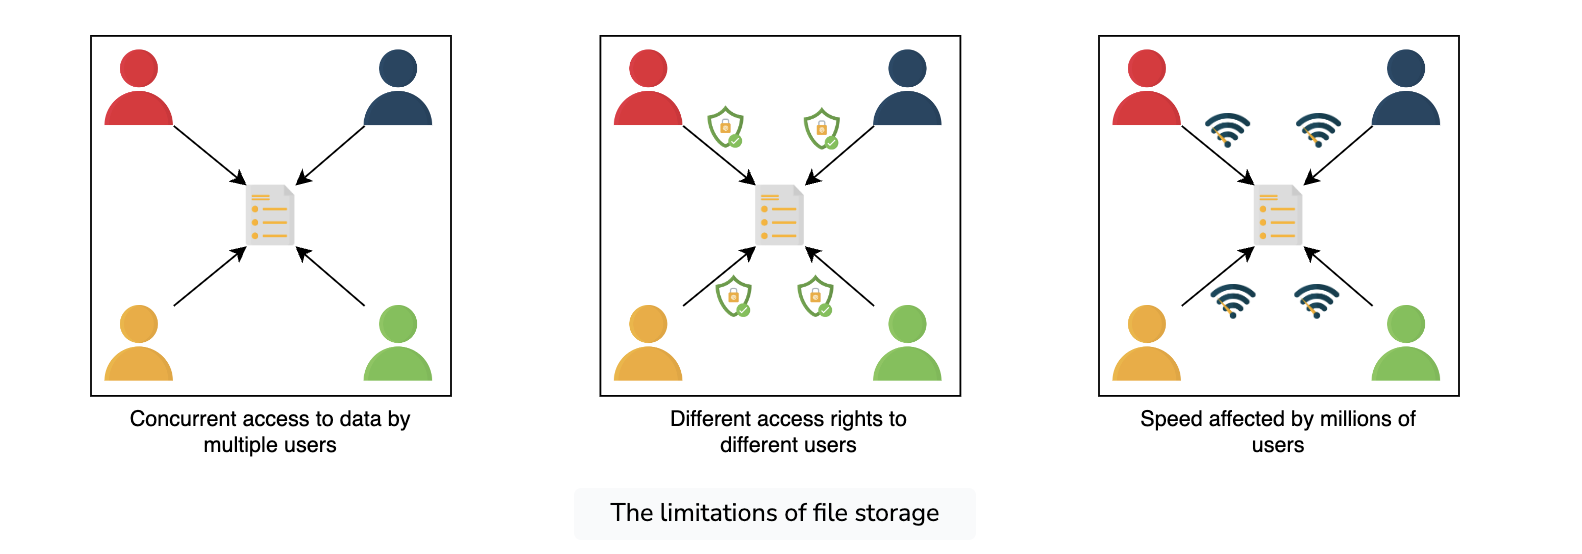 Concurrent access to data by
multiple users
Different access rights to
different users
Speed affected by millions of
users
The limitations of file storage